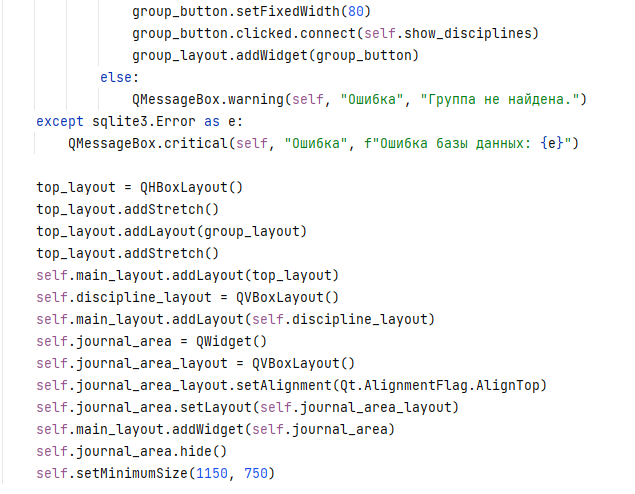 group_button.setFixedWidth(80)
group_button.clicked.connect(self.show_disciplines)
group_layout.addWidget(group_button)
else:
QMessageBox.warning(self, "Ошибка", "Группа не найдена.")
except sqlite3.Error as e:
QMessageBox.critical(self, "Ошибка", f"Ошибка базы данных: {e}")
top_layout = QHBoxLayout()
top_layout.addStretch()
top_layout.addLayout(group_layout)
top_layout.addStretch()
self.main_layout.addLayout(top_layout)
self.discipline_layout = QVBoxLayout()
self.main_layout.addLayout(self.discipline_layout)
self.journal_area = QWidget()
self.journal_area_layout = QVBoxLayout()
self.journal_area_layout.setAlignment(Qt.AlignmentFlag.AlignTop)
self.journal_area.setLayout(self.journal_area_layout)
self.main_layout.addWidget(self.journal_area)
self.journal_area.hide()
self.setMinimumSize(1150, 750)